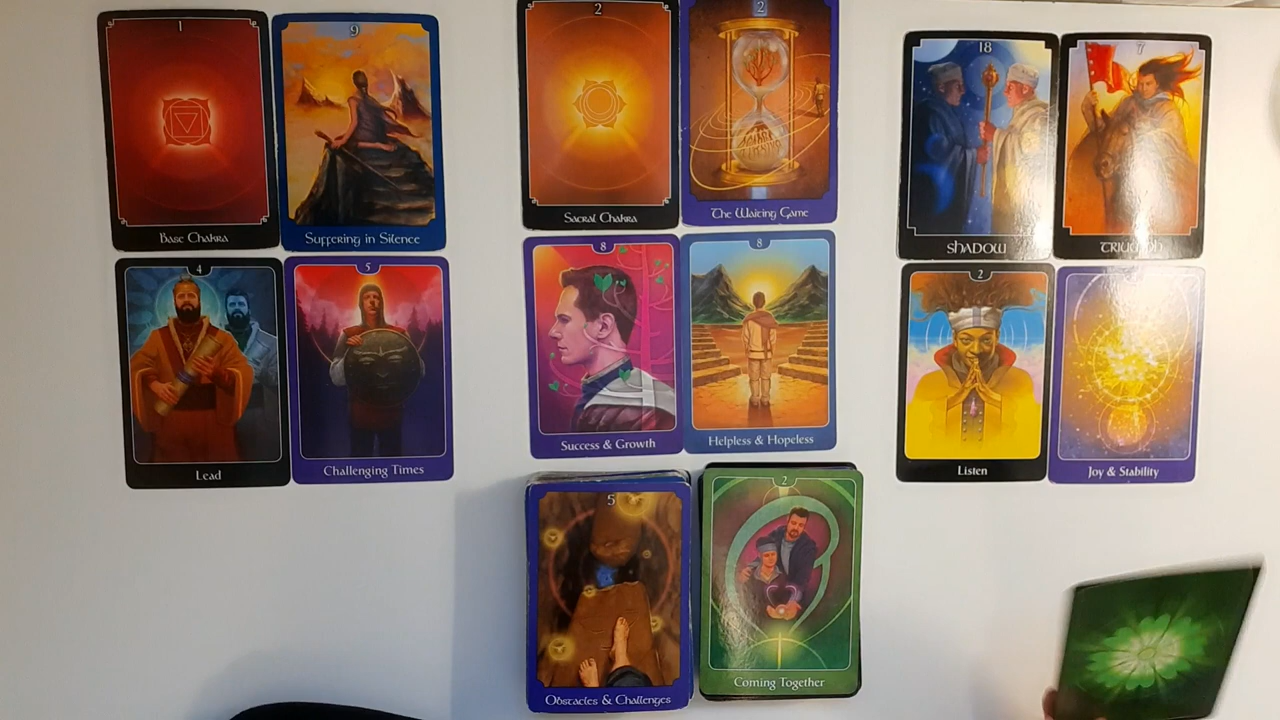 1
Base Chakra
9
Suffering in Silence
2
Sacral Chakra
2
The Waiting Game
18
Shadow
7
Triumph
4
Lead
5
Challenging Times
8
Success & Growth
8
Helpless & Hopeless
2
Listen
7
Joy & Stability
5
Obstacles & Challenges
2
Coming Together